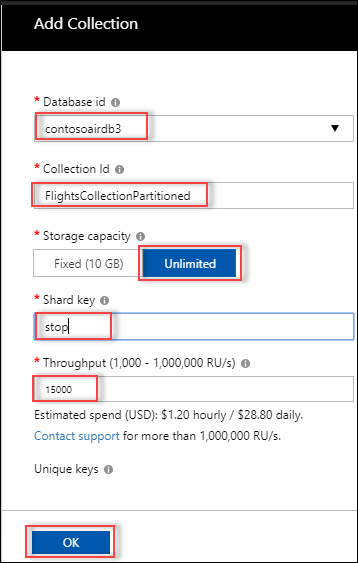 Add Collection
* Database id
contosoairdb3
* Collection Id
FlightsCollectionPartitioned
* Storage capacity
Fixed (10 GB) Unlimited
* Shard key
stop
* Throughput (1,000 - 1,000,000 RU/s)
15000
Estimated spend (USD): $1.20 hourly / $28.80 daily.
Contact support for more than 1,000,000 RU/s.
Unique keys
OK